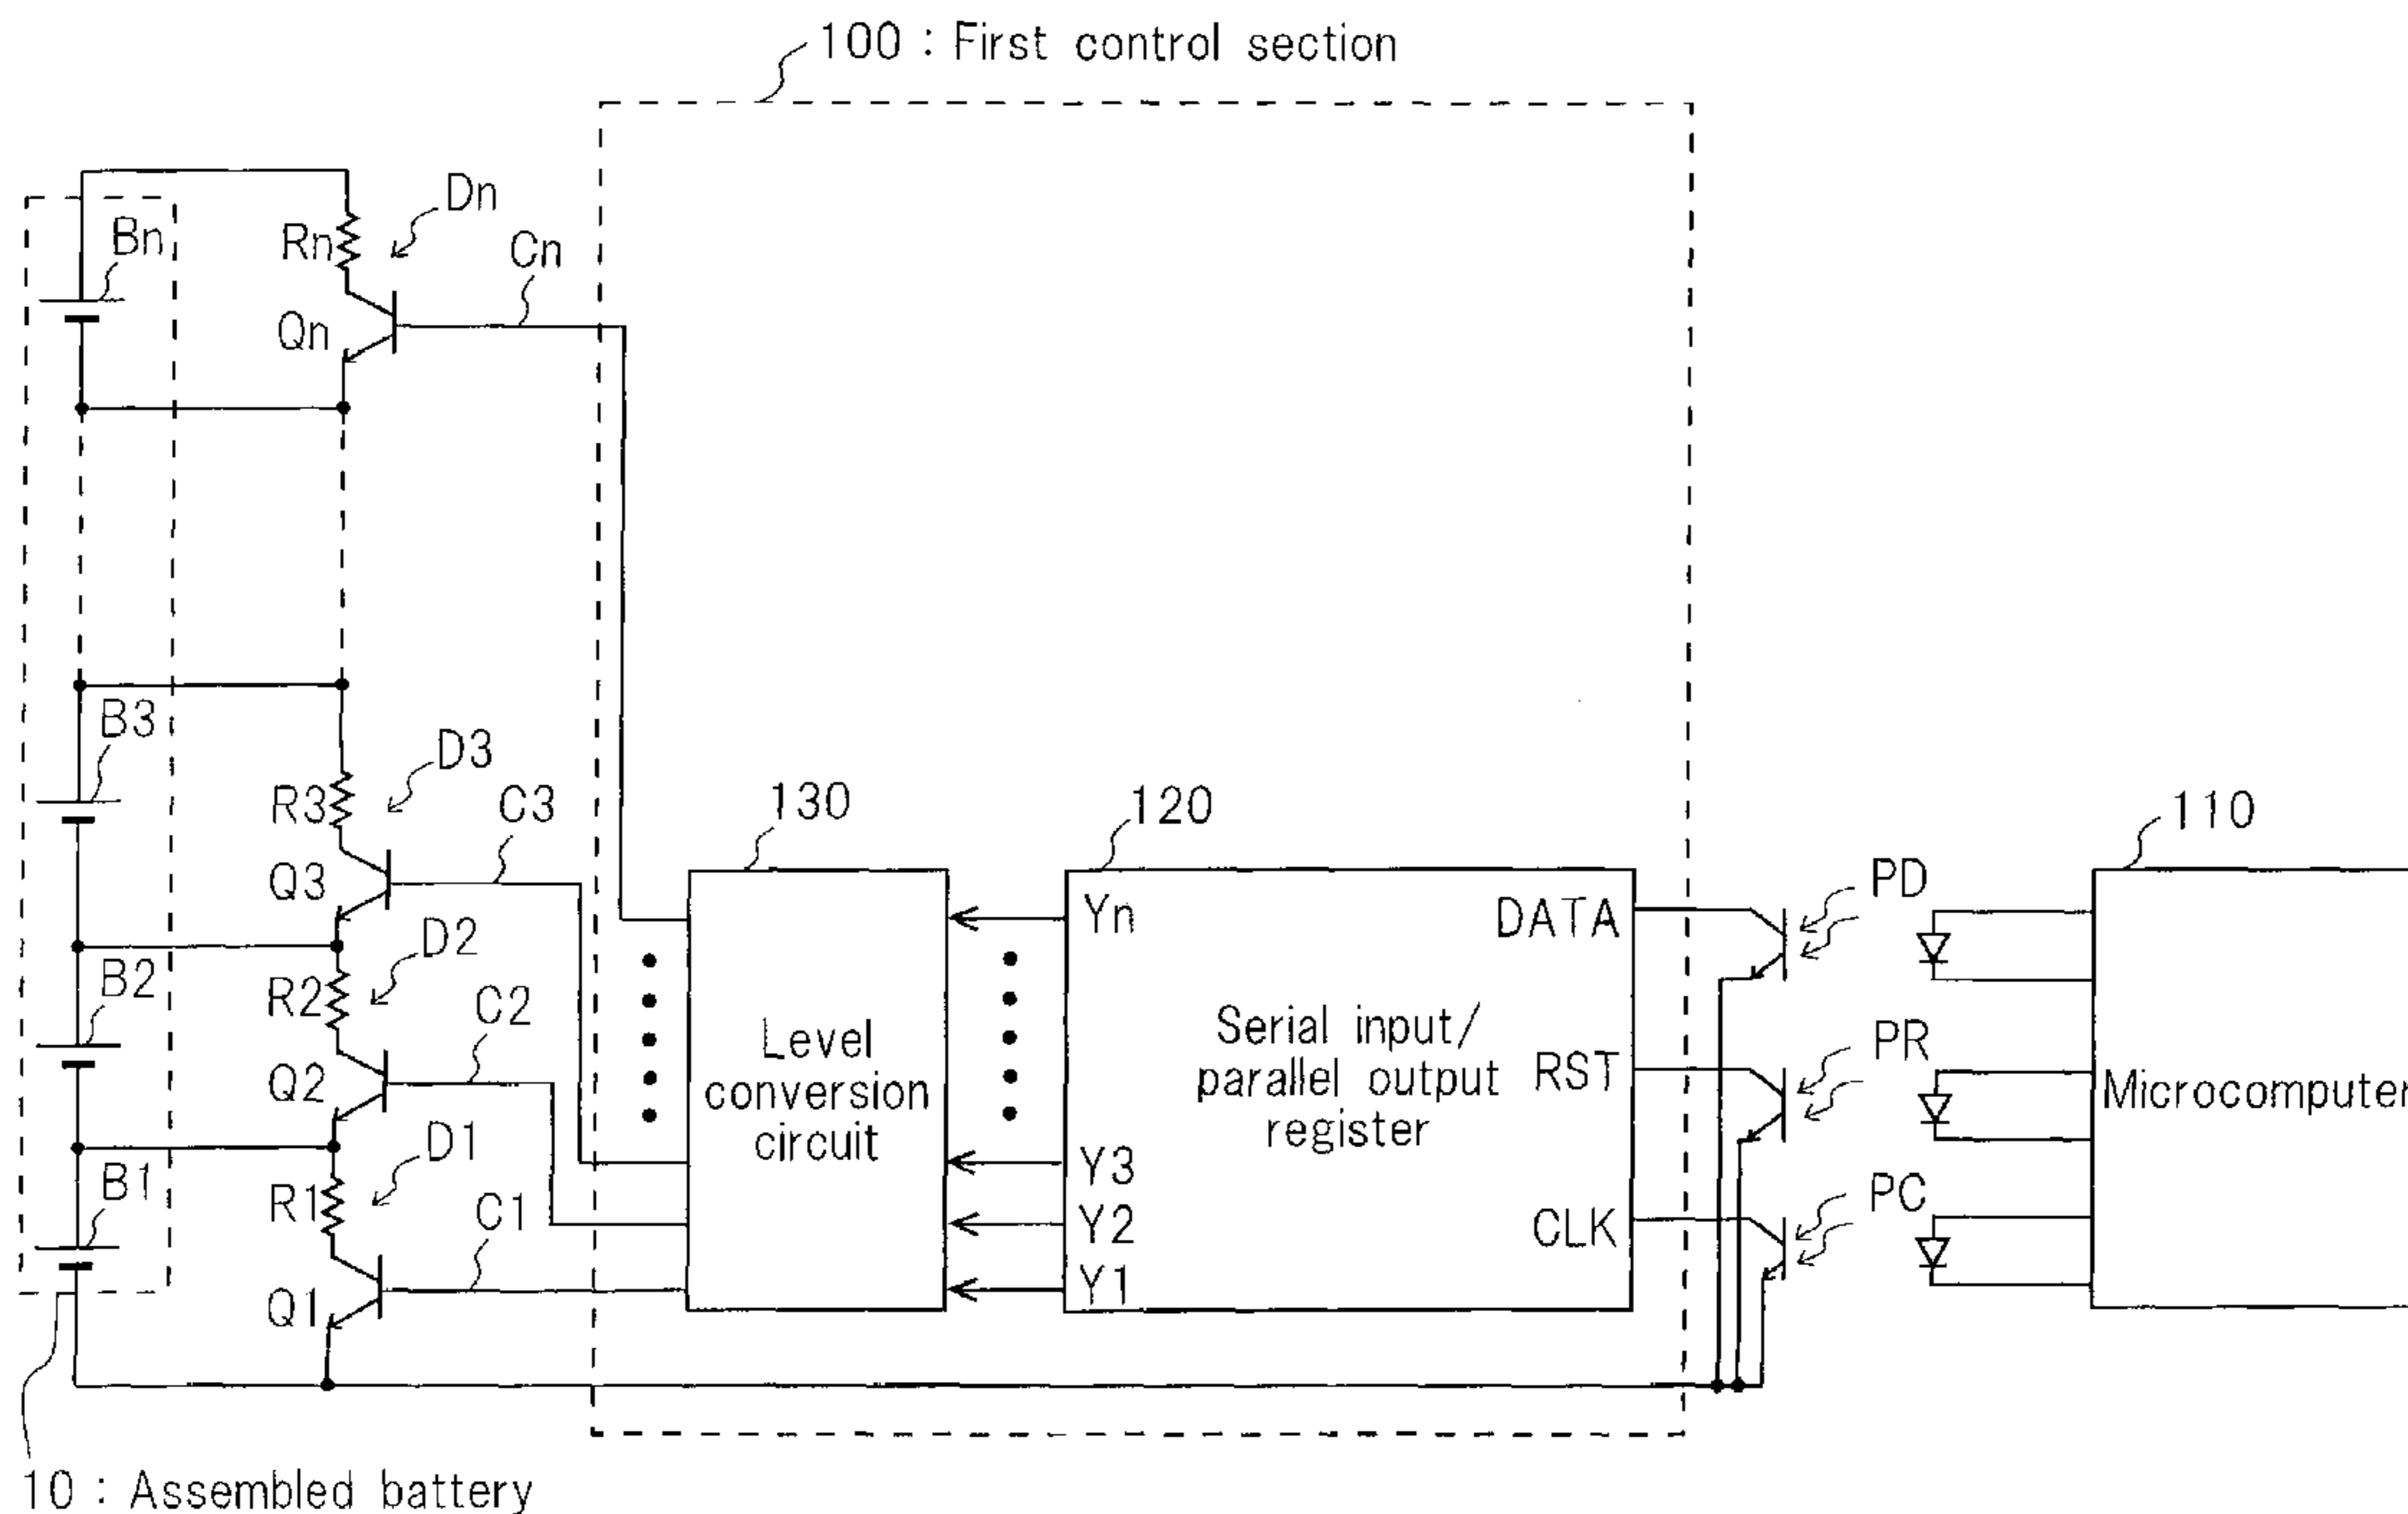 100 : First control section
Dn
Bn
Rn
Cn
Qn
B3
D3
R3
C3
130
120
110
Q3
PD
Yn
DATA
D2
B2
R2
C2
Level
conversion
circuit
Serial input/
parallel output
register
RST
PR
Microcomputer
Q2
D1
B1
R1
C1
Y3
Y2
Y1
CLK
PC
Q1
10 : Assembled battery